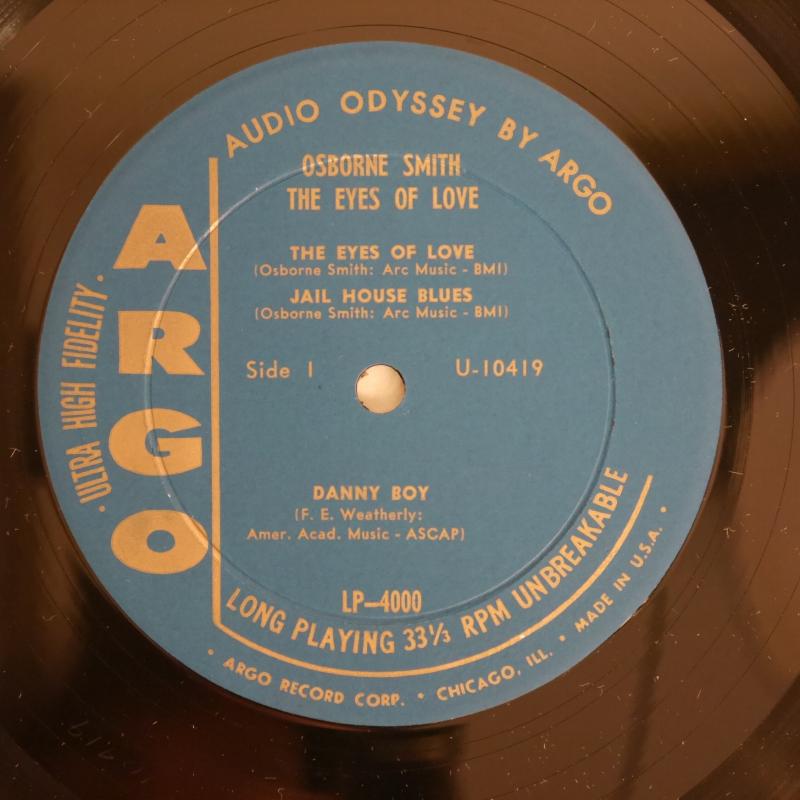 AUDIO ODYSSEY BY ARGO
OSBORNE SMITH
THE EYES OF LOVE
THE EYES OF LOVE
(Osborne Smith: Arc Music - BMI)
JAIL HOUSE BLUES
(Osborne Smith: Arc Music - BMI)
Side 1
U-10419
DANNY BOY
(F. E. Weatherly:
Amer. Acad. Music - ASCAP)
LP-4000
LONG PLAYING 33⅓ RPM UNBREAKABLE
• ARGO RECORD CORP. • CHICAGO, ILL. • MADE IN U.S.A. •
ARGO
• ULTRA HIGH FIDELITY •